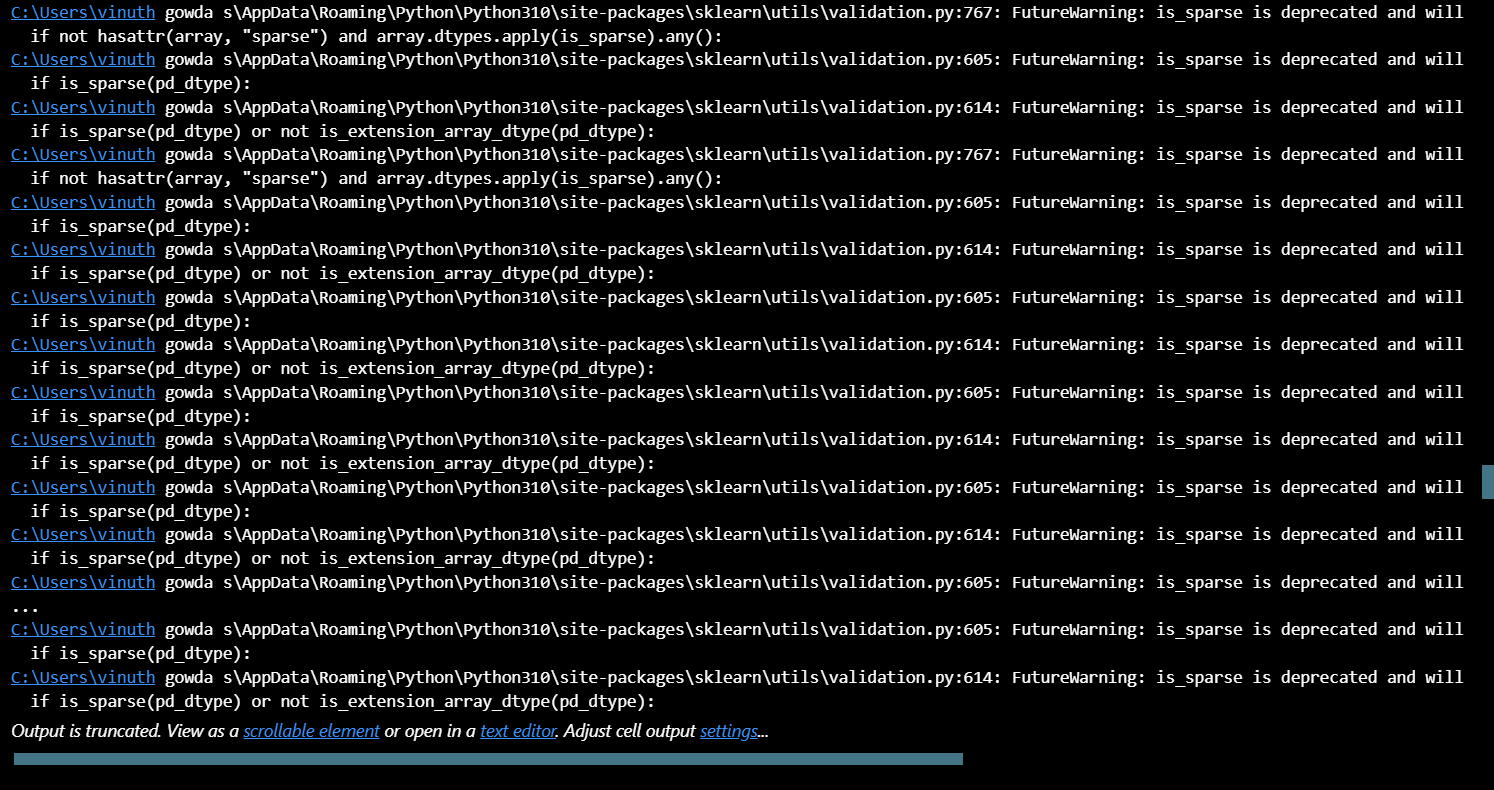 C:\Users\vinuth gowda s\AppData\Roaming\Python\Python310\site-packages\sklearn\utils\validation.py:767: FutureWarning: is_sparse is deprecated and will
  if not hasattr(array, "sparse") and array.dtypes.apply(is_sparse).any():
C:\Users\vinuth gowda s\AppData\Roaming\Python\Python310\site-packages\sklearn\utils\validation.py:605: FutureWarning: is_sparse is deprecated and will
  if is_sparse(pd_dtype):
C:\Users\vinuth gowda s\AppData\Roaming\Python\Python310\site-packages\sklearn\utils\validation.py:614: FutureWarning: is_sparse is deprecated and will
  if is_sparse(pd_dtype) or not is_extension_array_dtype(pd_dtype):
C:\Users\vinuth gowda s\AppData\Roaming\Python\Python310\site-packages\sklearn\utils\validation.py:767: FutureWarning: is_sparse is deprecated and will
  if not hasattr(array, "sparse") and array.dtypes.apply(is_sparse).any():
C:\Users\vinuth gowda s\AppData\Roaming\Python\Python310\site-packages\sklearn\utils\validation.py:605: FutureWarning: is_sparse is deprecated and will
  if is_sparse(pd_dtype):
C:\Users\vinuth gowda s\AppData\Roaming\Python\Python310\site-packages\sklearn\utils\validation.py:614: FutureWarning: is_sparse is deprecated and will
  if is_sparse(pd_dtype) or not is_extension_array_dtype(pd_dtype):
C:\Users\vinuth gowda s\AppData\Roaming\Python\Python310\site-packages\sklearn\utils\validation.py:605: FutureWarning: is_sparse is deprecated and will
  if is_sparse(pd_dtype):
C:\Users\vinuth gowda s\AppData\Roaming\Python\Python310\site-packages\sklearn\utils\validation.py:614: FutureWarning: is_sparse is deprecated and will
  if is_sparse(pd_dtype) or not is_extension_array_dtype(pd_dtype):
C:\Users\vinuth gowda s\AppData\Roaming\Python\Python310\site-packages\sklearn\utils\validation.py:605: FutureWarning: is_sparse is deprecated and will
  if is_sparse(pd_dtype):
C:\Users\vinuth gowda s\AppData\Roaming\Python\Python310\site-packages\sklearn\utils\validation.py:614: FutureWarning: is_sparse is deprecated and will
  if is_sparse(pd_dtype) or not is_extension_array_dtype(pd_dtype):
C:\Users\vinuth gowda s\AppData\Roaming\Python\Python310\site-packages\sklearn\utils\validation.py:605: FutureWarning: is_sparse is deprecated and will
  if is_sparse(pd_dtype):
C:\Users\vinuth gowda s\AppData\Roaming\Python\Python310\site-packages\sklearn\utils\validation.py:614: FutureWarning: is_sparse is deprecated and will
  if is_sparse(pd_dtype) or not is_extension_array_dtype(pd_dtype):
C:\Users\vinuth gowda s\AppData\Roaming\Python\Python310\site-packages\sklearn\utils\validation.py:605: FutureWarning: is_sparse is deprecated and will
...
C:\Users\vinuth gowda s\AppData\Roaming\Python\Python310\site-packages\sklearn\utils\validation.py:605: FutureWarning: is_sparse is deprecated and will
  if is_sparse(pd_dtype):
C:\Users\vinuth gowda s\AppData\Roaming\Python\Python310\site-packages\sklearn\utils\validation.py:614: FutureWarning: is_sparse is deprecated and will
  if is_sparse(pd_dtype) or not is_extension_array_dtype(pd_dtype):
Output is truncated. View as a scrollable element or open in a text editor. Adjust cell output settings...